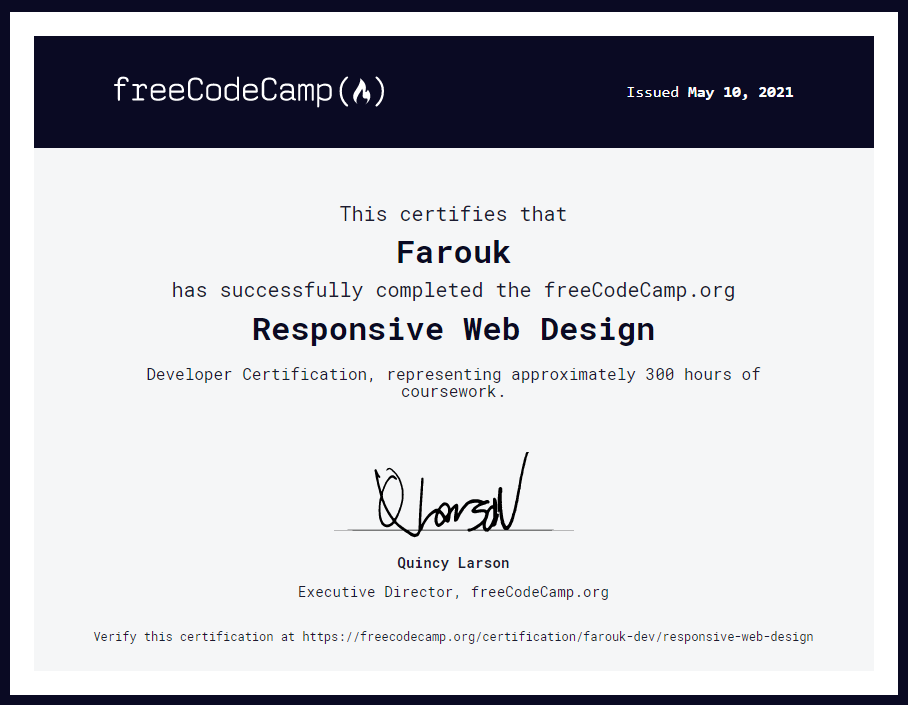 freeCodeCamp(🔥)
Issued May 10, 2021
This certifies that
Farouk
has successfully completed the freeCodeCamp.org
Responsive Web Design
Developer Certification, representing approximately 300 hours of
coursework.
Q Larson
Quincy Larson
Executive Director, freeCodeCamp.org
Verify this certification at https://freecodecamp.org/certification/farouk-dev/responsive-web-design